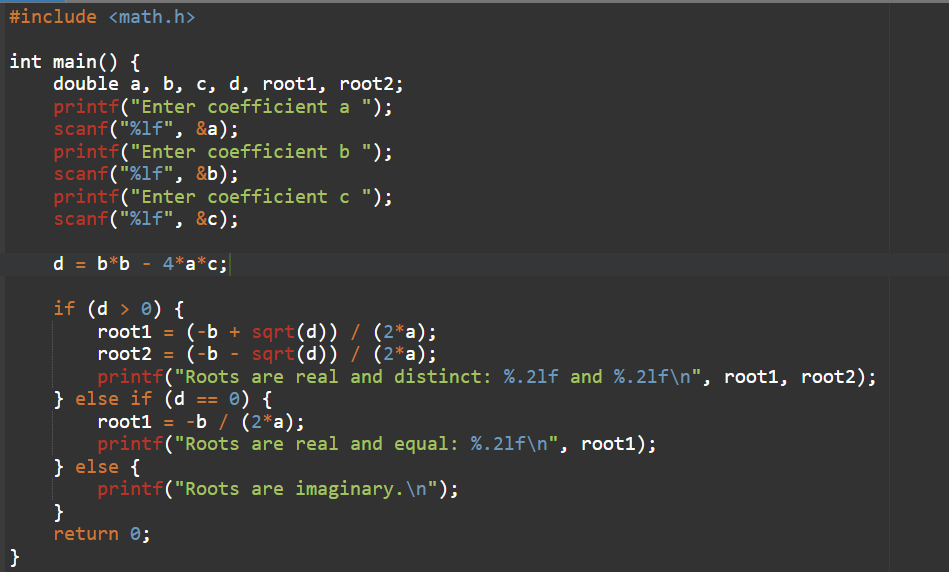 #include <math.h>
int main() {
    double a, b, c, d, root1, root2;
    printf("Enter coefficient a ");
    scanf("%lf", &a);
    printf("Enter coefficient b ");
    scanf("%lf", &b);
    printf("Enter coefficient c ");
    scanf("%lf", &c);
    d = b*b - 4*a*c;
    if (d > 0) {
        root1 = (-b + sqrt(d)) / (2*a);
        root2 = (-b - sqrt(d)) / (2*a);
        printf("Roots are real and distinct: %.2lf and %.2lf\n", root1, root2);
    } else if (d == 0) {
        root1 = -b / (2*a);
        printf("Roots are real and equal: %.2lf\n", root1);
    } else {
        printf("Roots are imaginary.\n");
    }
    return 0;
}